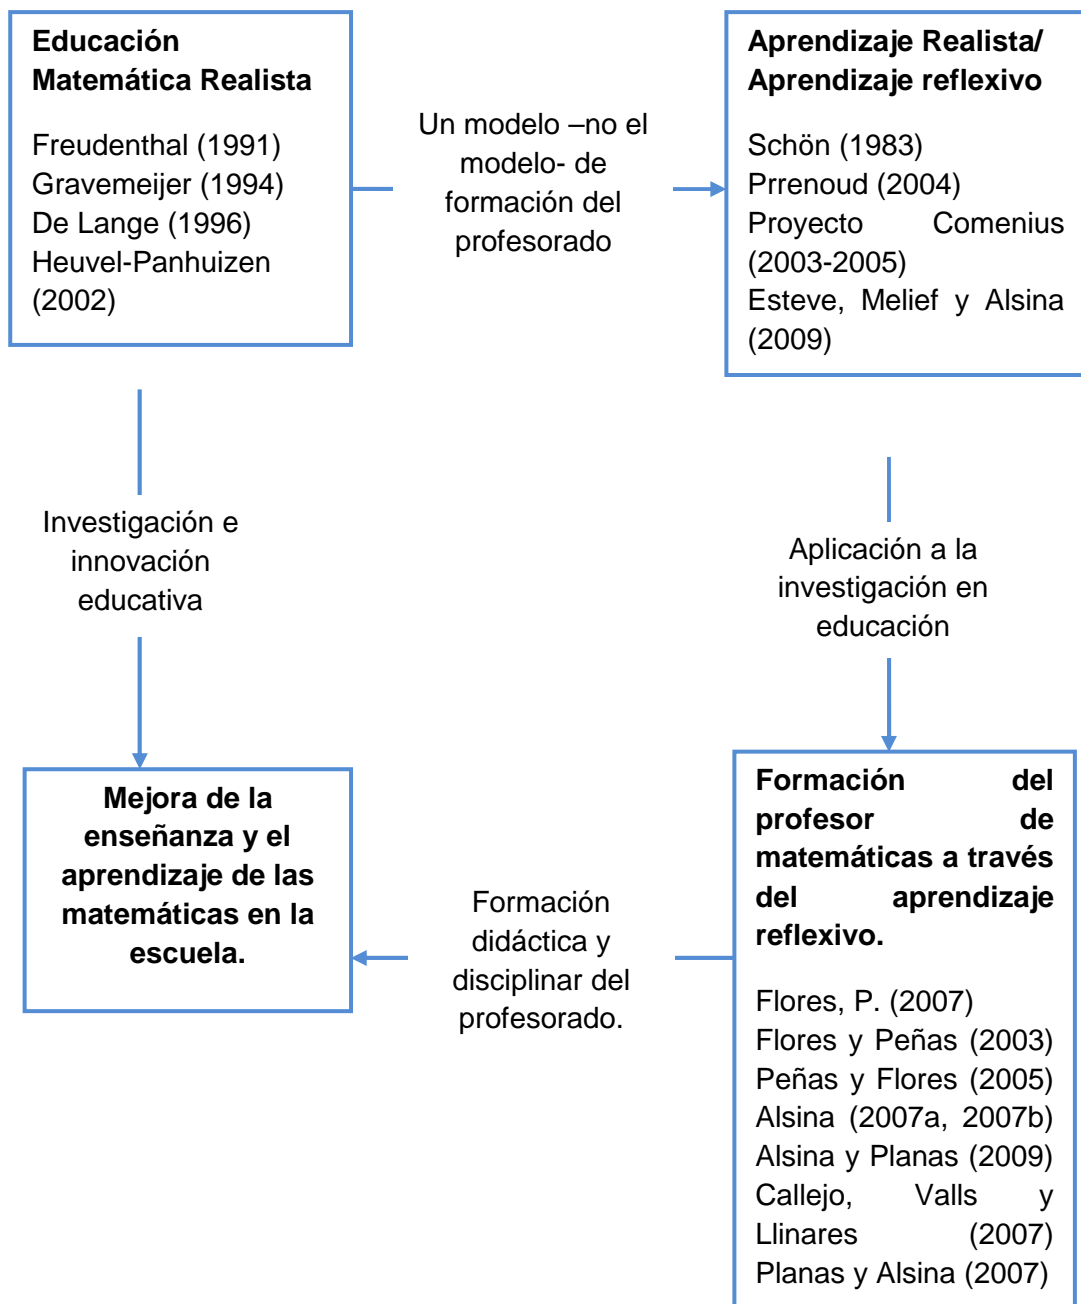 Educación
Matemática Realista
Freudenthal (1991)
Gravemeijer (1994)
De Lange (1996)
Heuvel-Panhuizen
(2002)
Un modelo –no el
modelo- de
formación del
profesorado
Aprendizaje Realista/
Aprendizaje reflexivo
Schön (1983)
Prrenoud (2004)
Proyecto Comenius
(2003-2005)
Esteve, Melief y Alsina
(2009)
Investigación e
innovación
educativa
Aplicación a la
investigación en
educación
Mejora de la
enseñanza y el
aprendizaje de las
matemáticas en la
escuela.
Formación
didáctica y
disciplinar del
profesorado.
Formación del
profesor de
matemáticas a través
del aprendizaje
reflexivo.
Flores, P. (2007)
Flores y Peñas (2003)
Peñas y Flores (2005)
Alsina (2007a, 2007b)
Alsina y Planas (2009)
Callejo, Valls y
Llinares (2007)
Planas y Alsina (2007)